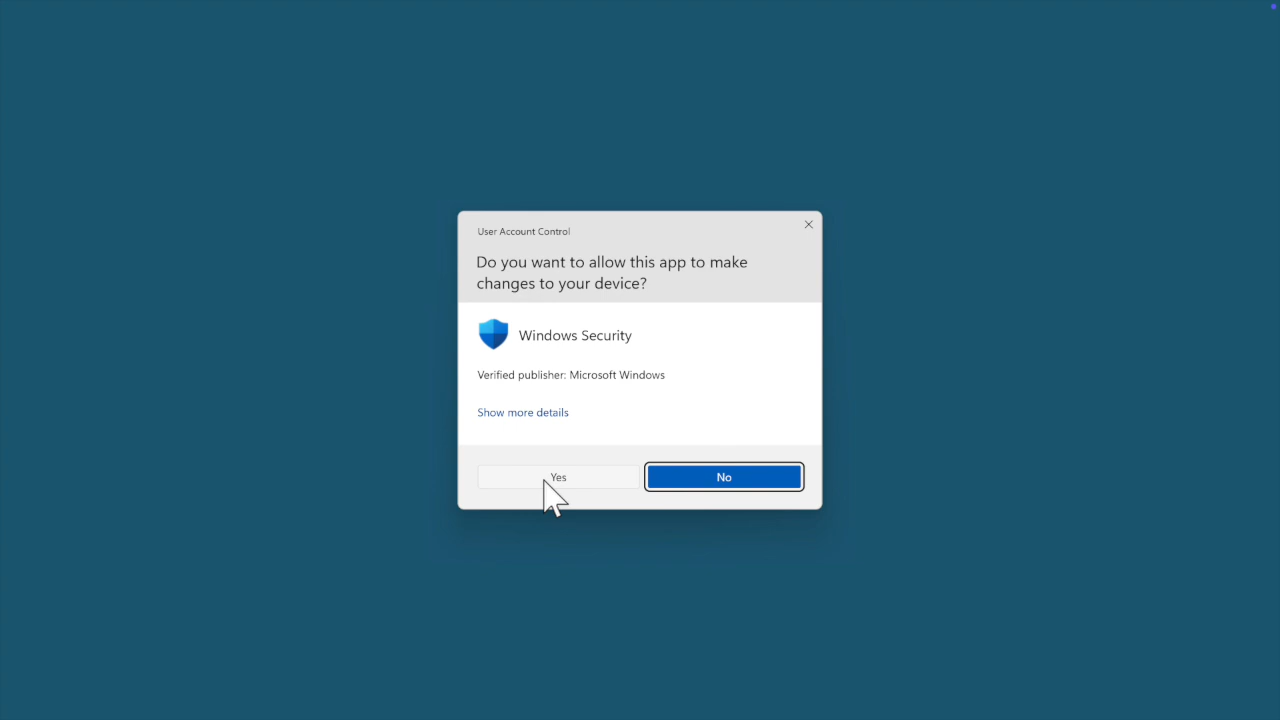 User Account Control
Do you want to allow this app to make
changes to your device?
Windows Security
Verified publisher: Microsoft Windows
Show more details
Yes
No